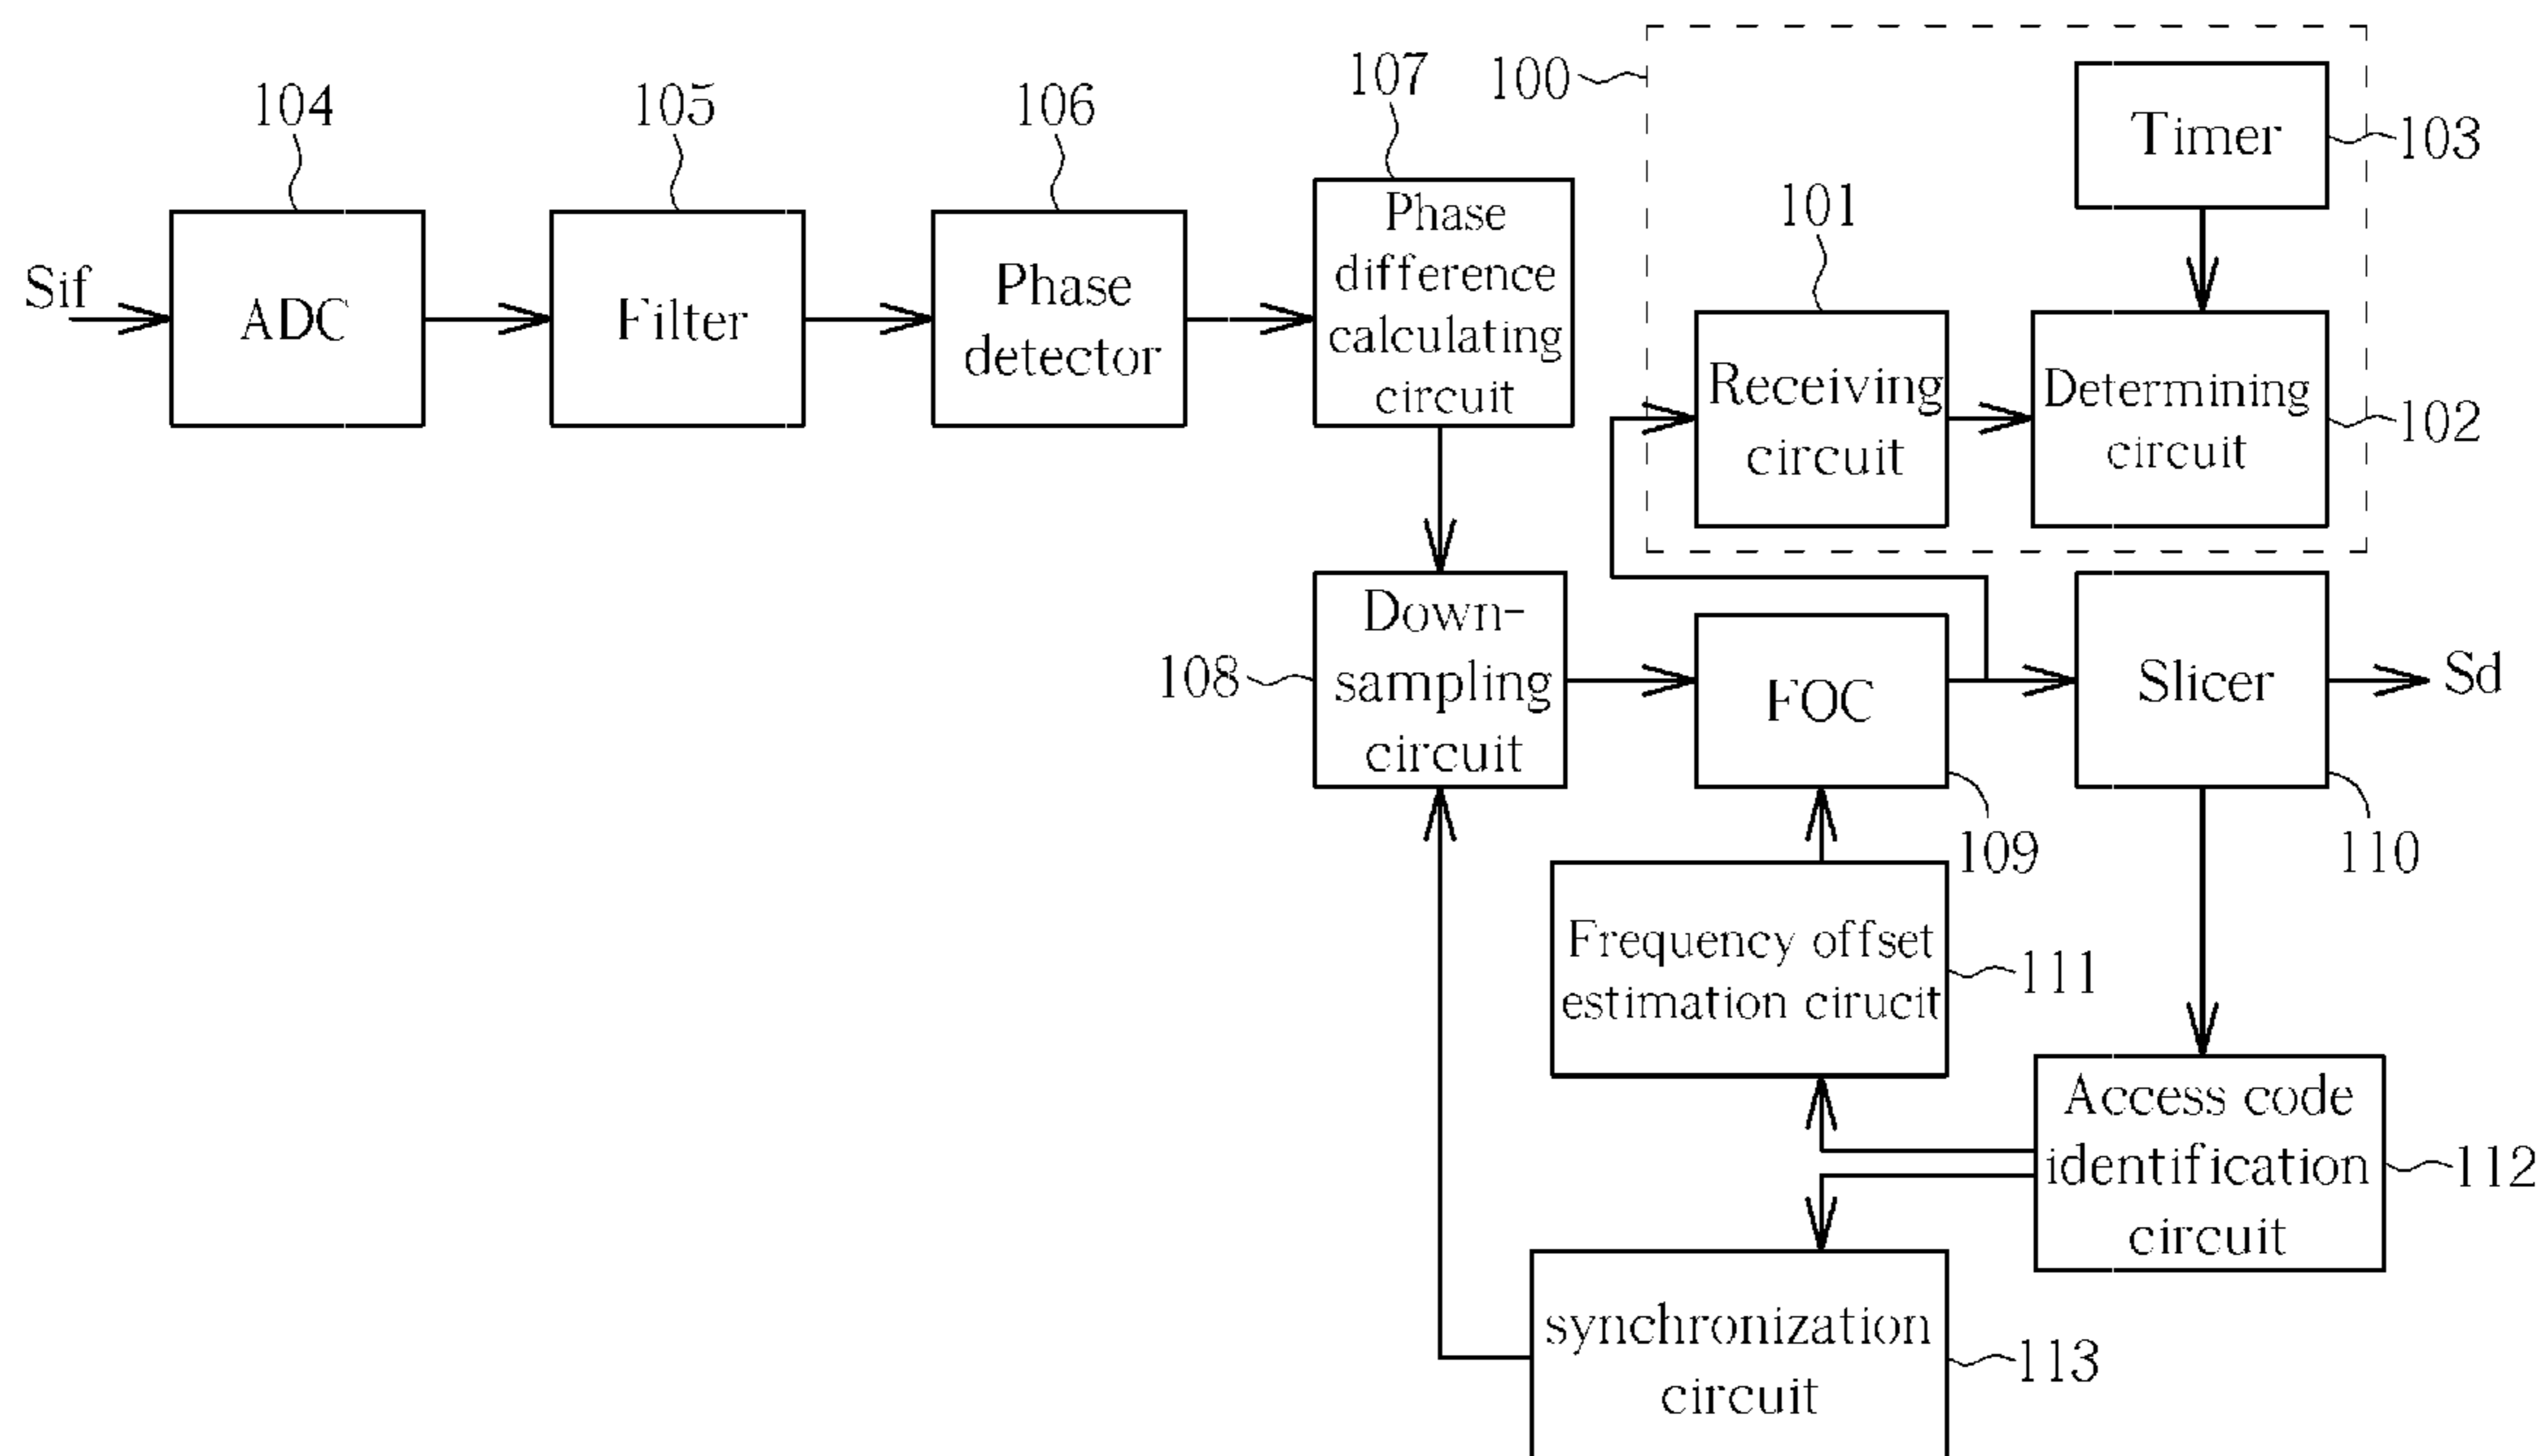 104
105
106
107
100
Timer
103
101
Sif
ADC
Filter
Phase
detector
Phase
difference
calculating
circuit
Receiving
circuit
Determining
circuit
102
108
Down-
sampling
circuit
FOC
Slicer
Sd
109
110
Frequency offset
estimation cirucit
111
Access code
identification
circuit
112
synchronization
circuit
113